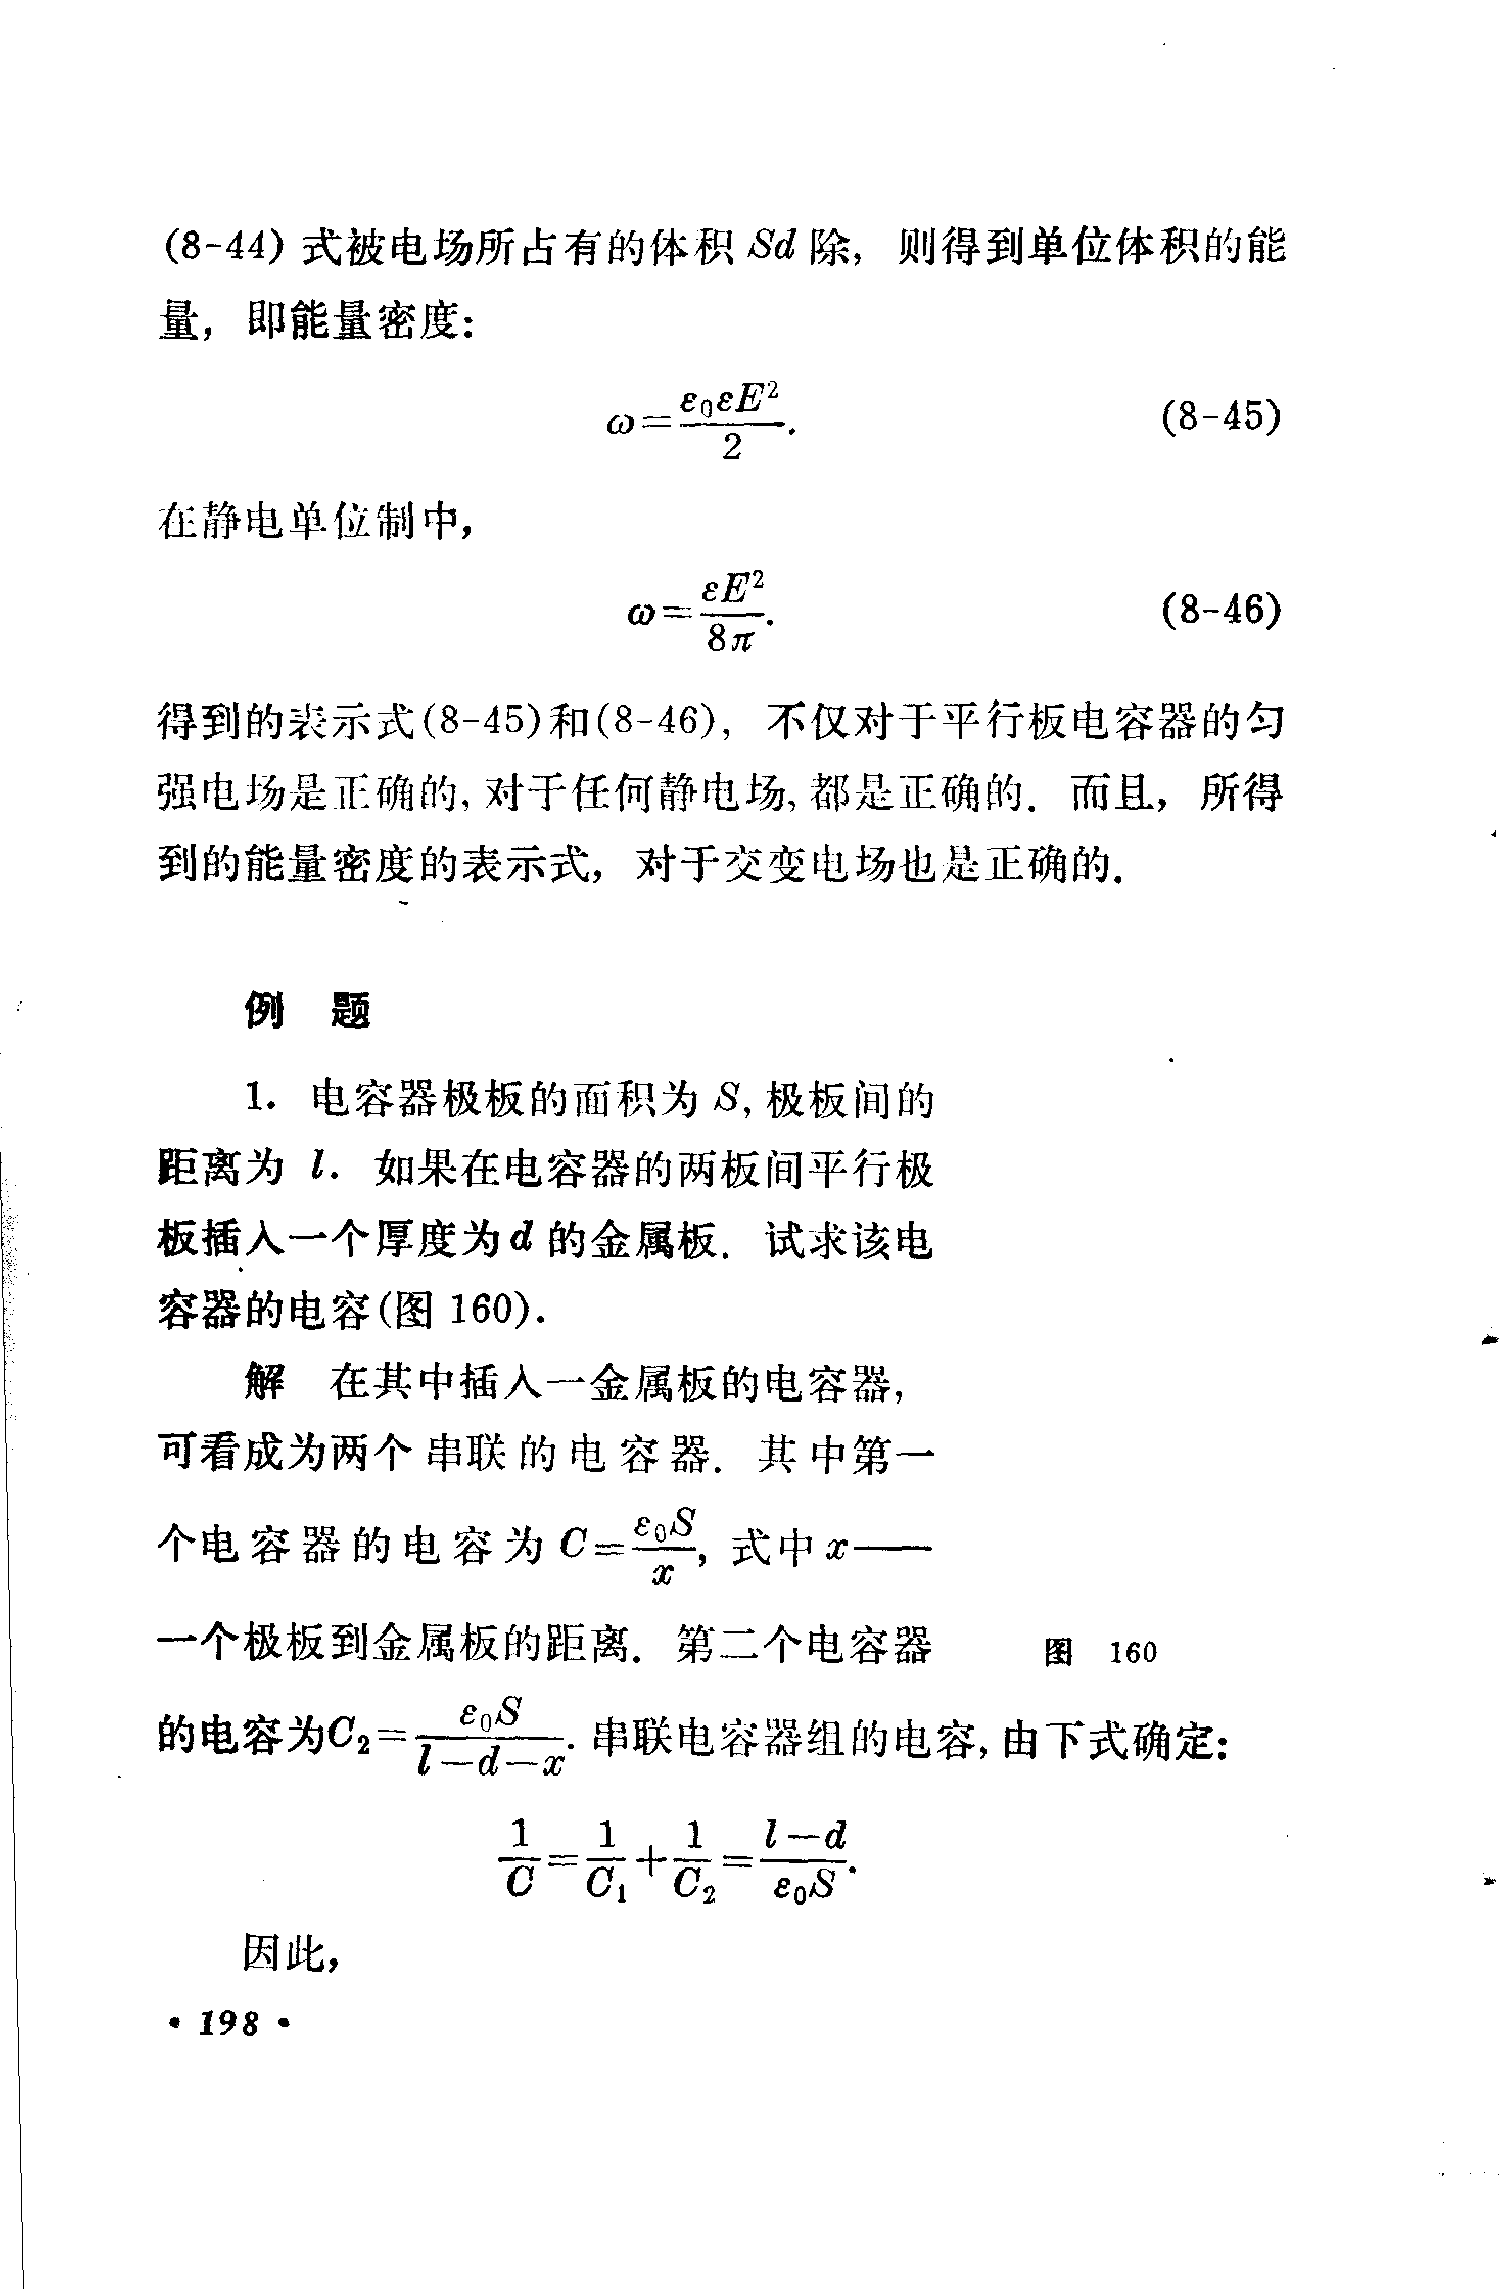 (8-44) 式被电场所占有的体积 Sd 除, 则得到单位体积的能
量, 即能量密度:
ω=ε₀εE²/2. (8-45)
在静电单位制中,
ω=εE²/8π. (8-46)
得到的表示式(8-45)和(8-46), 不仅对于平行板电容器的匀
强电场是正确的, 对于任何静电场, 都是正确的. 而且, 所得
到的能量密度的表示式, 对于交变电场也是正确的.
例 题
1. 电容器极板的面积为 S, 极板间的
距离为 l. 如果在电容器的两板间平行极
板插入一个厚度为 d 的金属板. 试求该电
容器的电容(图 160).
解 在其中插入一金属板的电容器,
可看成为两个串联的电容器. 其中第一
个电容器的电容为 C=ε₀S/x, 式中 x——
一个极板到金属板的距离. 第二个电容器
图 160
的电容为C₂=ε₀S/(l-d-x). 串联电容器组的电容, 由下式确定:
1/C=1/C₁+1/C₂=(l-d)/ε₀S.
因此,
• 198 •